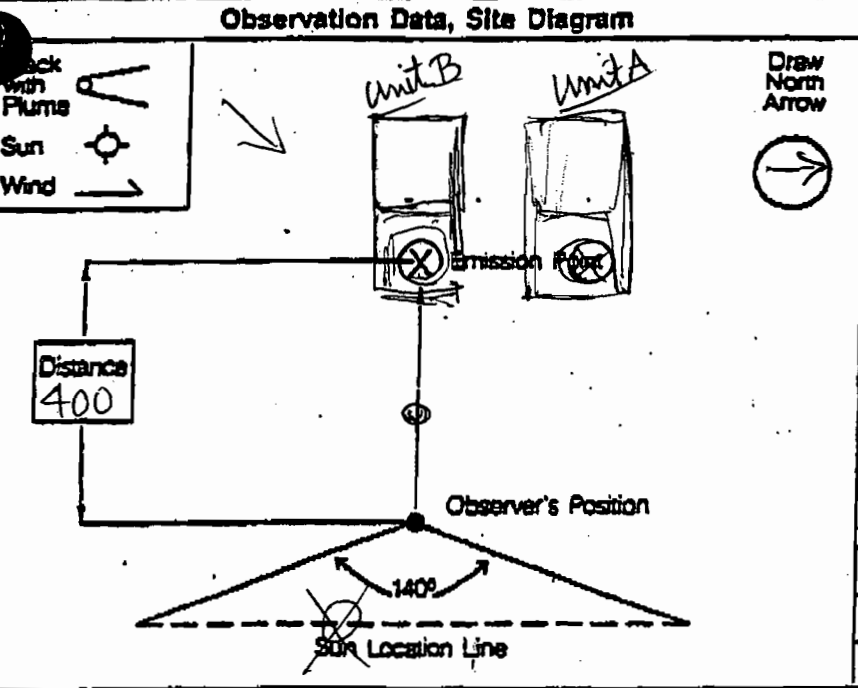 Observation Data, Site Diagram
with
Plume
Sun
Wind
Unit B
Unit A
Draw
North
Arrow
X Emission Point X
Distance
400
Observer's Position
140°
Sun Location Line